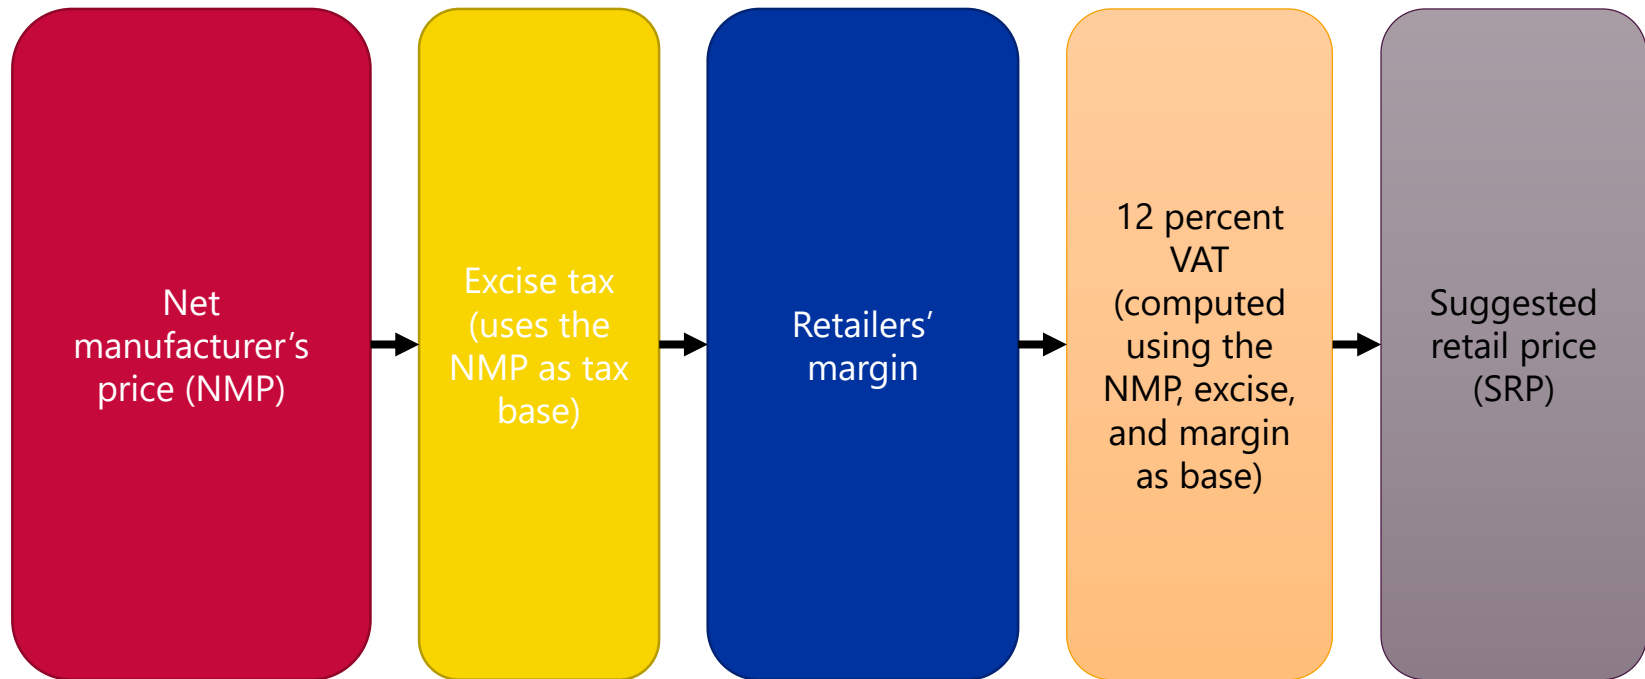 Net
manufacturer’s
price (NMP)
Excise tax
(uses the
NMP as tax
base)
Retailers’
margin
12 percent
VAT
(computed
using the
NMP, excise,
and margin
as base)
Suggested
retail price
(SRP)